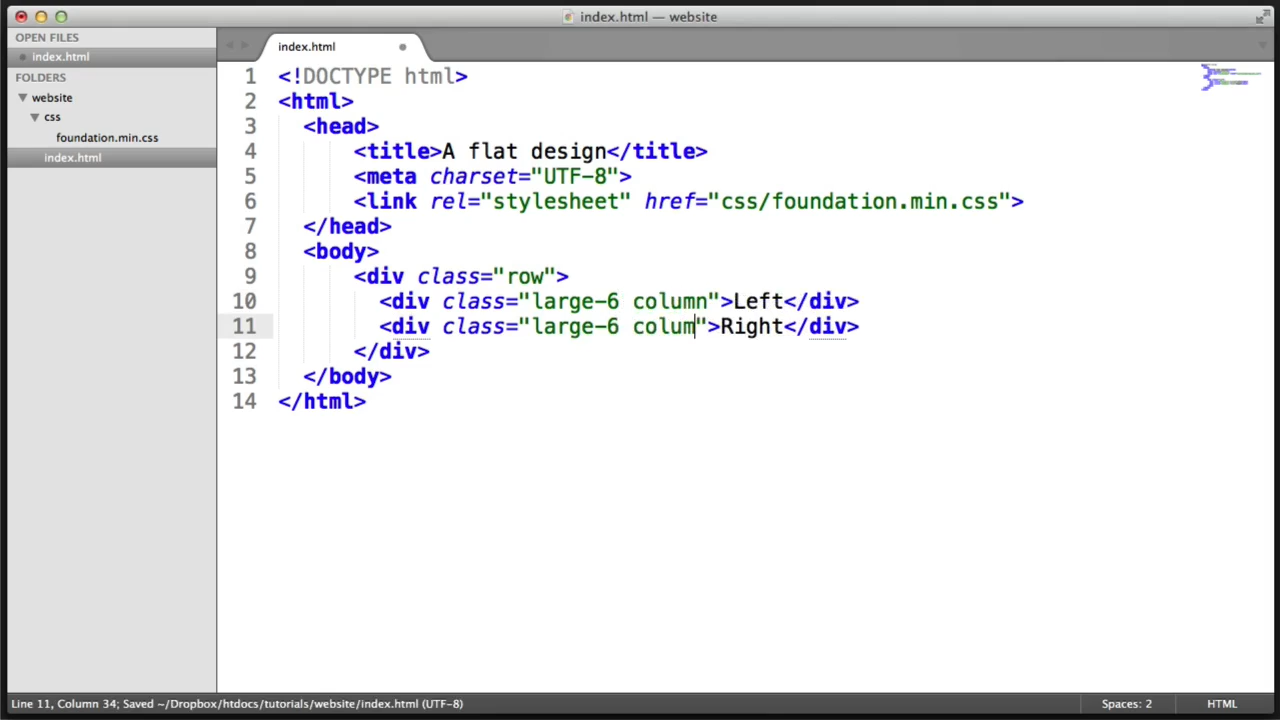 index.html — website
OPEN FILES
index.html
FOLDERS
website
css
foundation.min.css
index.html
index.html
1 <!DOCTYPE html>
2 <html>
3 <head>
4 <title>A flat design</title>
5 <meta charset="UTF-8">
6 <link rel="stylesheet" href="css/foundation.min.css">
7 </head>
8 <body>
9 <div class="row">
10 <div class="large-6 column">Left</div>
11 <div class="large-6 colum">Right</div>
12 </div>
13 </body>
14 </html>
Line 11, Column 34; Saved ~/Dropbox/htdocs/tutorials/website/index.html (UTF-8)
Spaces: 2
HTML